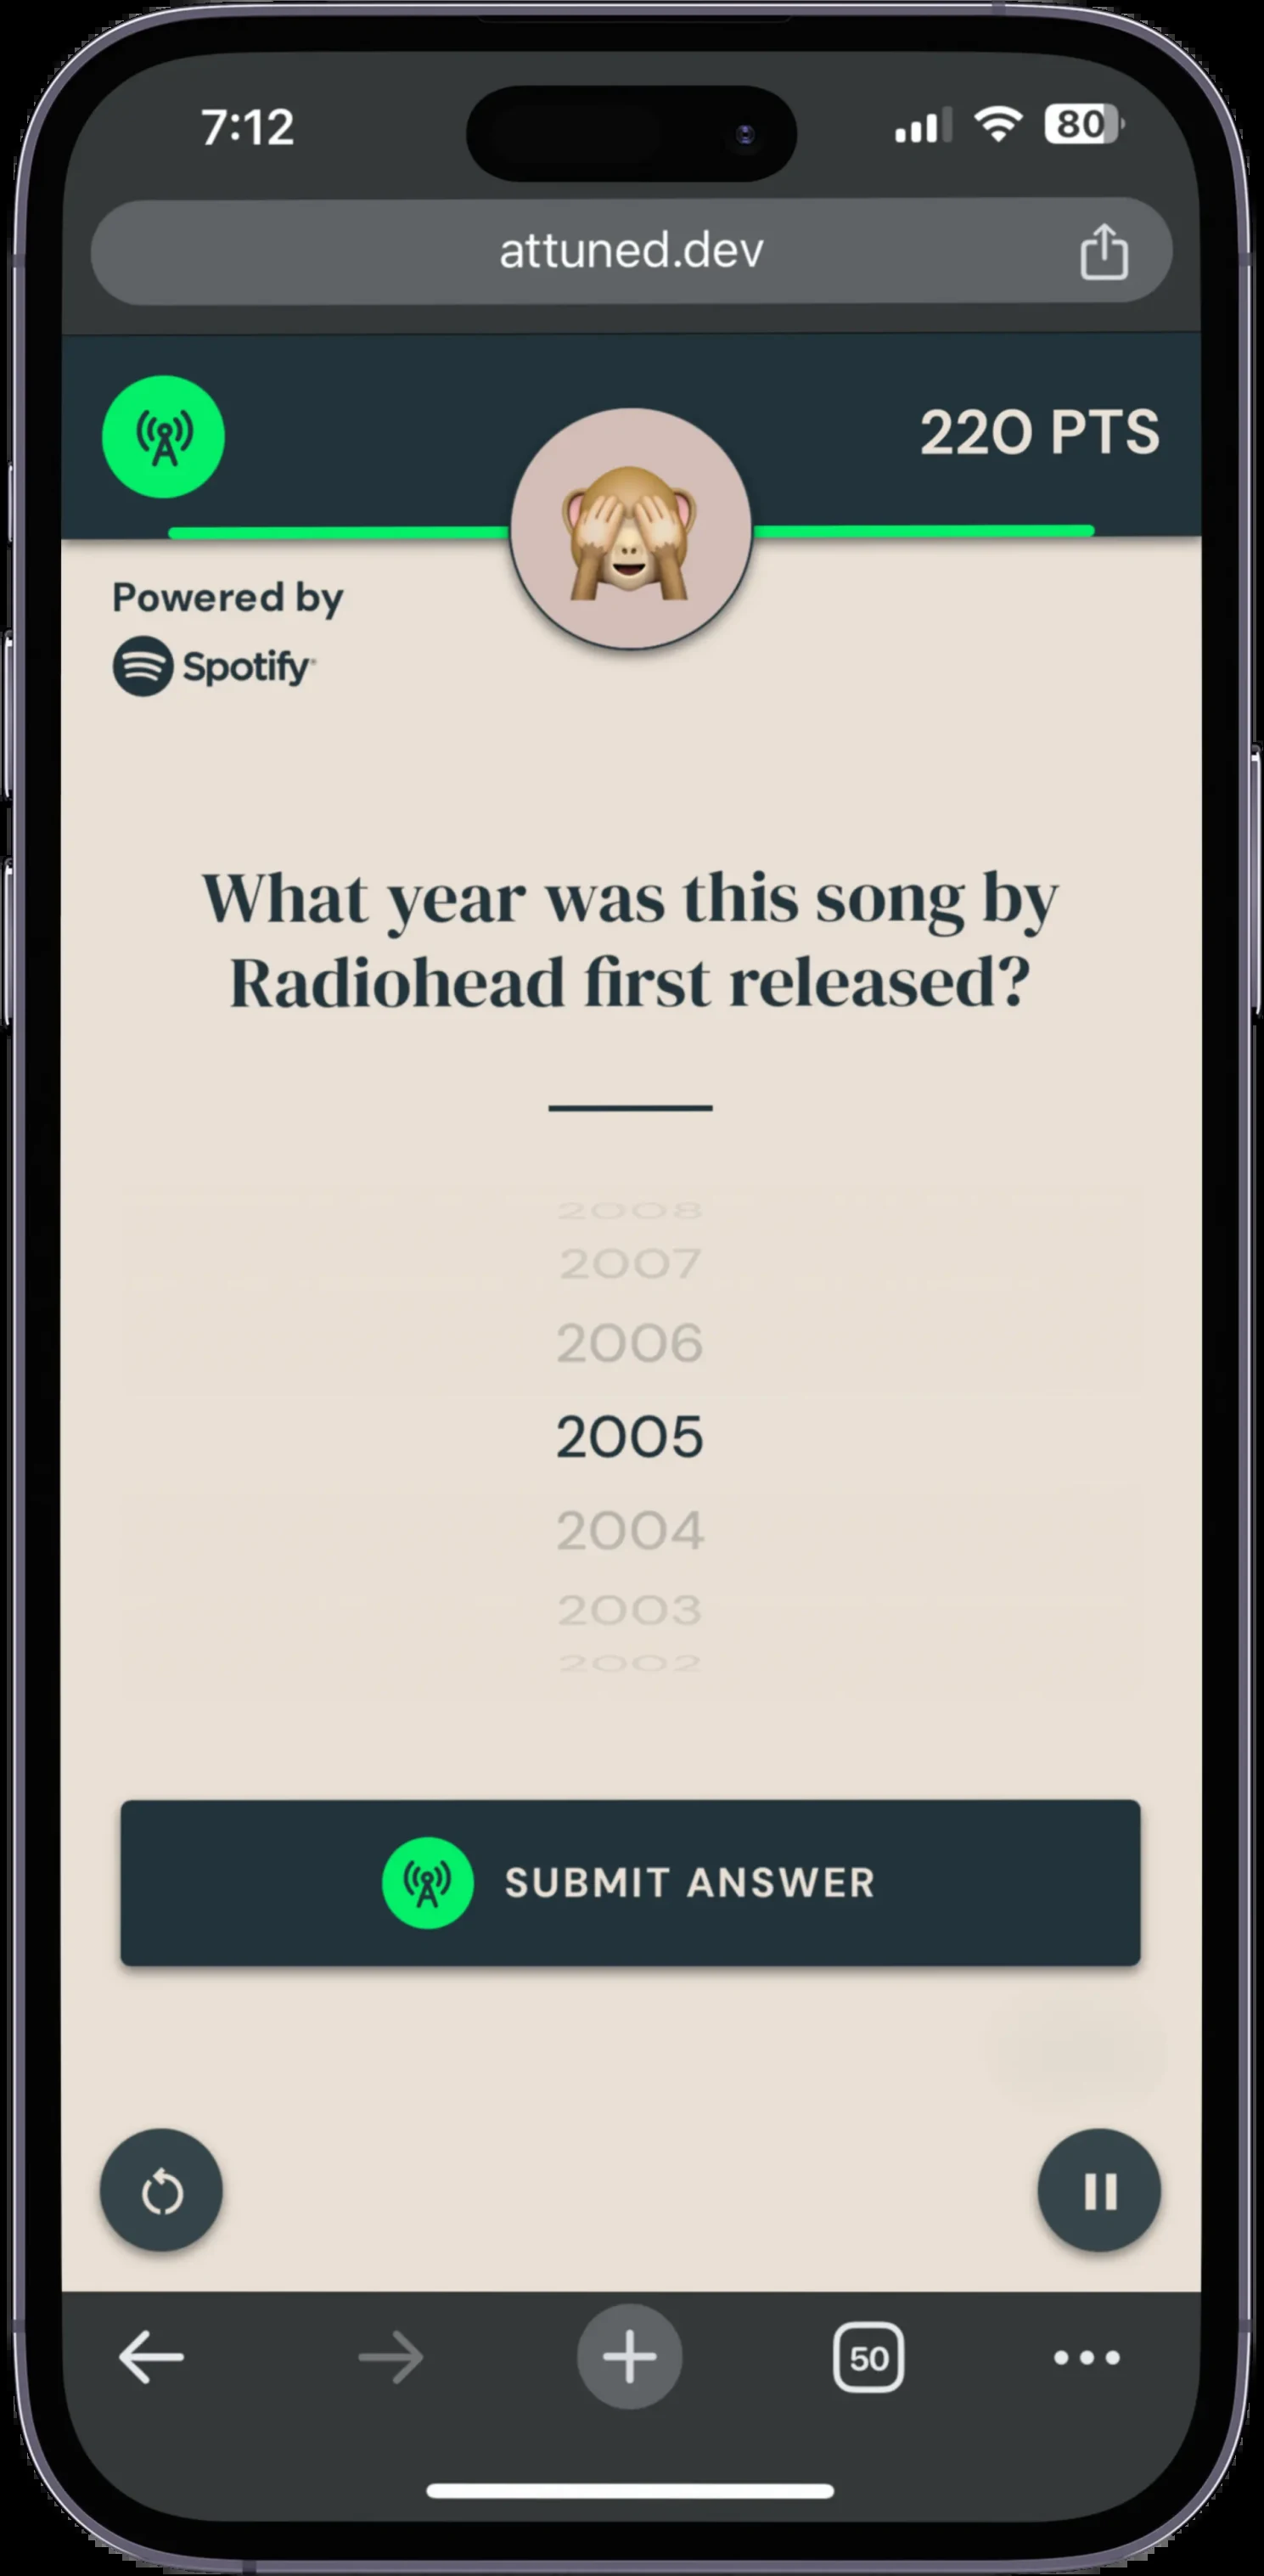 7:12
80
attuned.dev
220 PTS
Powered by
Spotify
What year was this song by
Radiohead first released?
2008
2007
2006
2005
2004
2003
2002
SUBMIT ANSWER
50